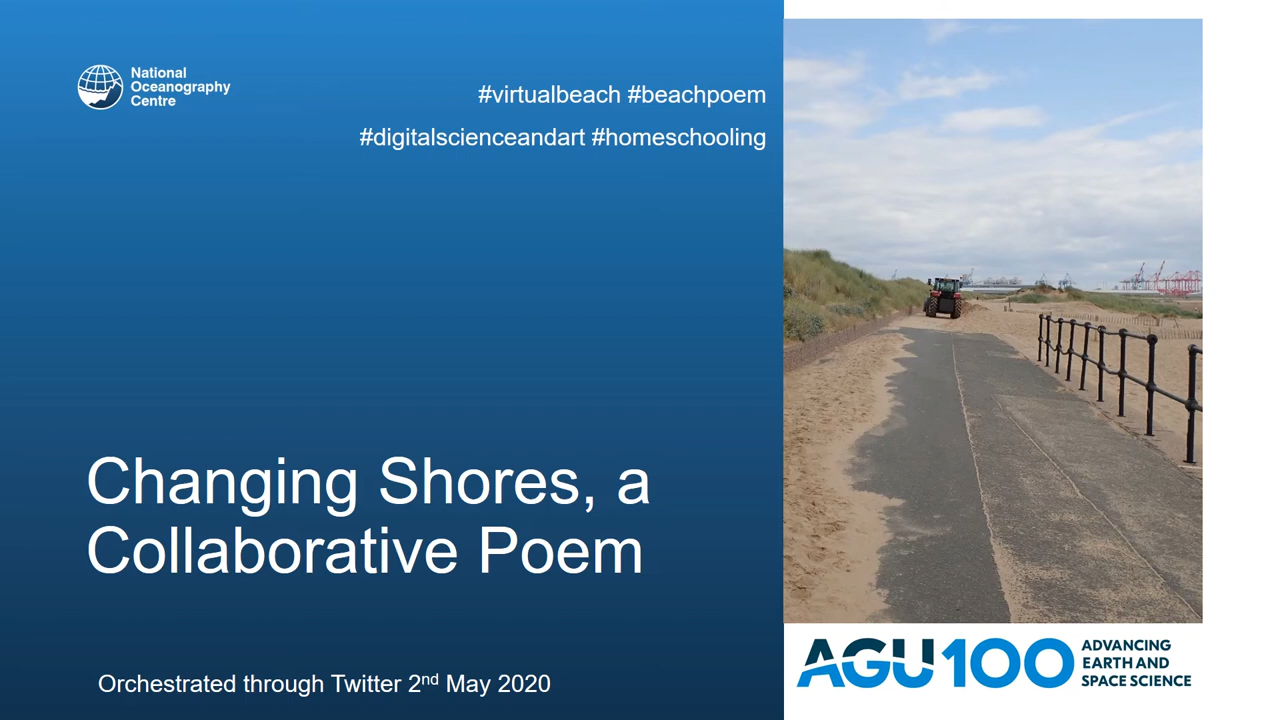 National
Oceanography
Centre
#virtualbeach #beachpoem
#digitalscienceandart #homeschooling
Changing Shores, a
Collaborative Poem
Orchestrated through Twitter 2nd May 2020
AGU100
ADVANCING
EARTH AND
SPACE SCIENCE